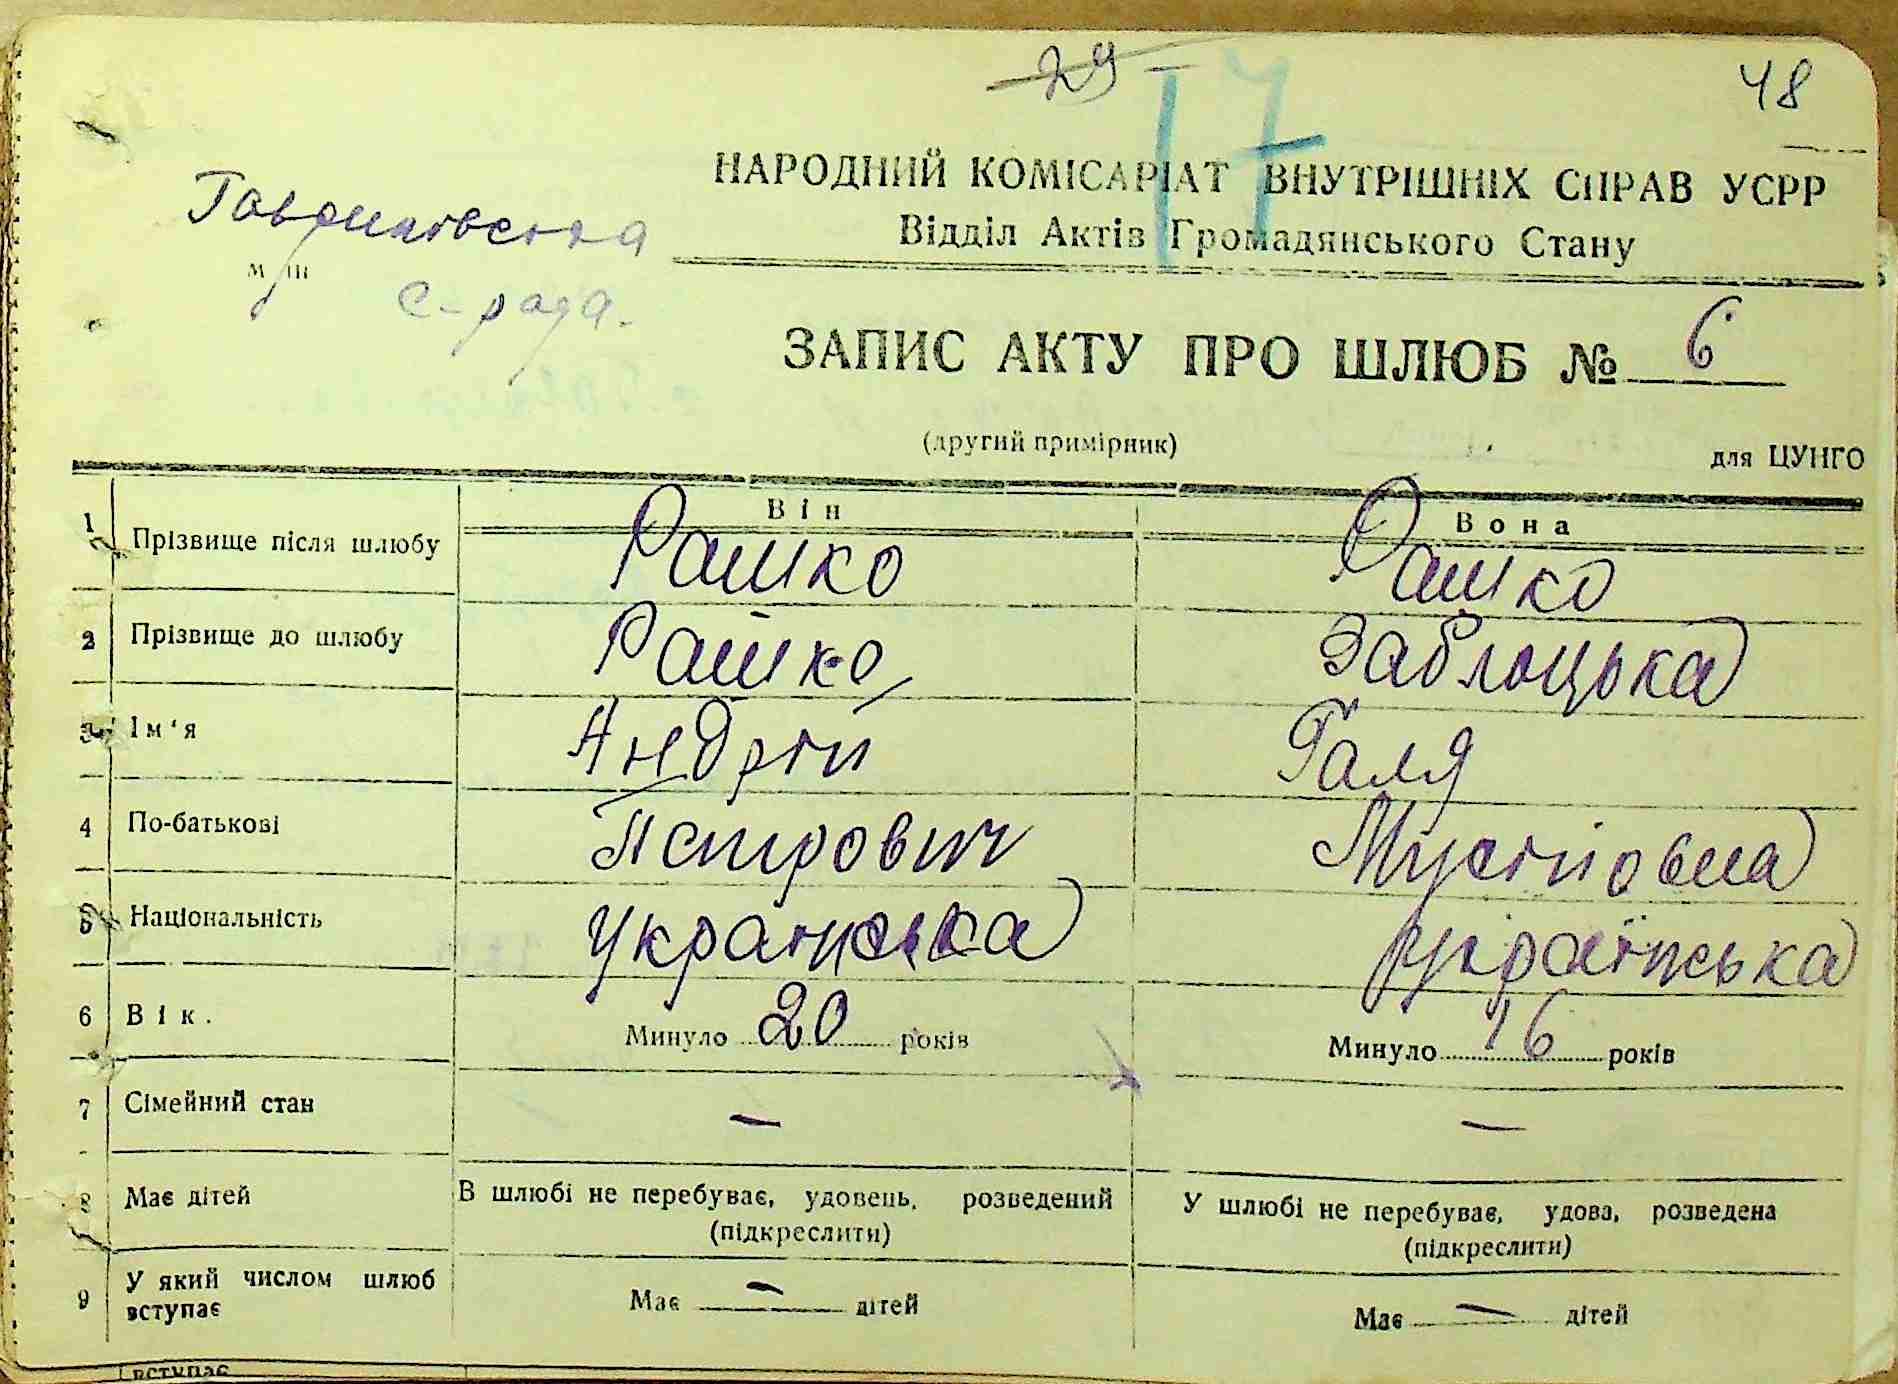 29
17
48
НАРОДНИЙ КОМІСАРІАТ ВНУТРІШНІХ СПРАВ УСРР
Відділ Актів Громадянського Стану
с-рада.
ЗАПИС АКТУ ПРО ШЛЮБ № 6
(другий примірник)
для ЦУНГО
Він Вона
1 Прізвище після шлюбу Рашко Рашко
2 Прізвище до шлюбу Рашко Заблоцька
3 Ім‘я Андрій Галя
4 По-батькові Петрович Мусіївна
5 Національність Українська Українська
6 Вік. Минуло 20 років Минуло 16 років
7 Сімейний стан — —
8 Має дітей В шлюбі не перебуває, удовець, розведений У шлюбі не перебуває, удова, розведена
(підкреслити) (підкреслити)
9 У який числом шлюб
вступає Має — дітей Має — дітей
вступає